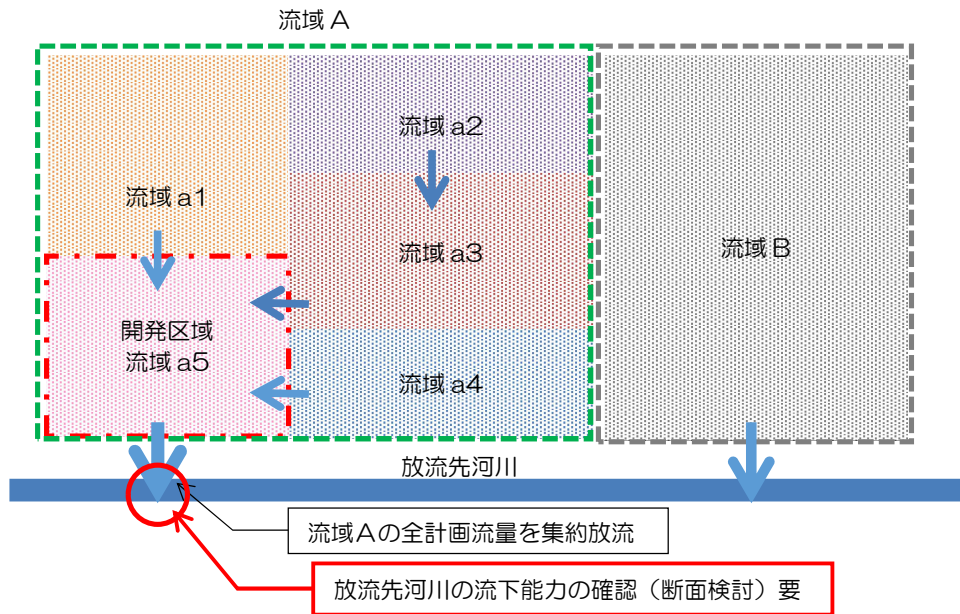 流域A
流域a2
流域a1
流域a3
流域B
開発区域
流域a5
流域a4
放流先河川
流域Aの全計画流量を集約放流
放流先河川の流下能力の確認（断面検討）要